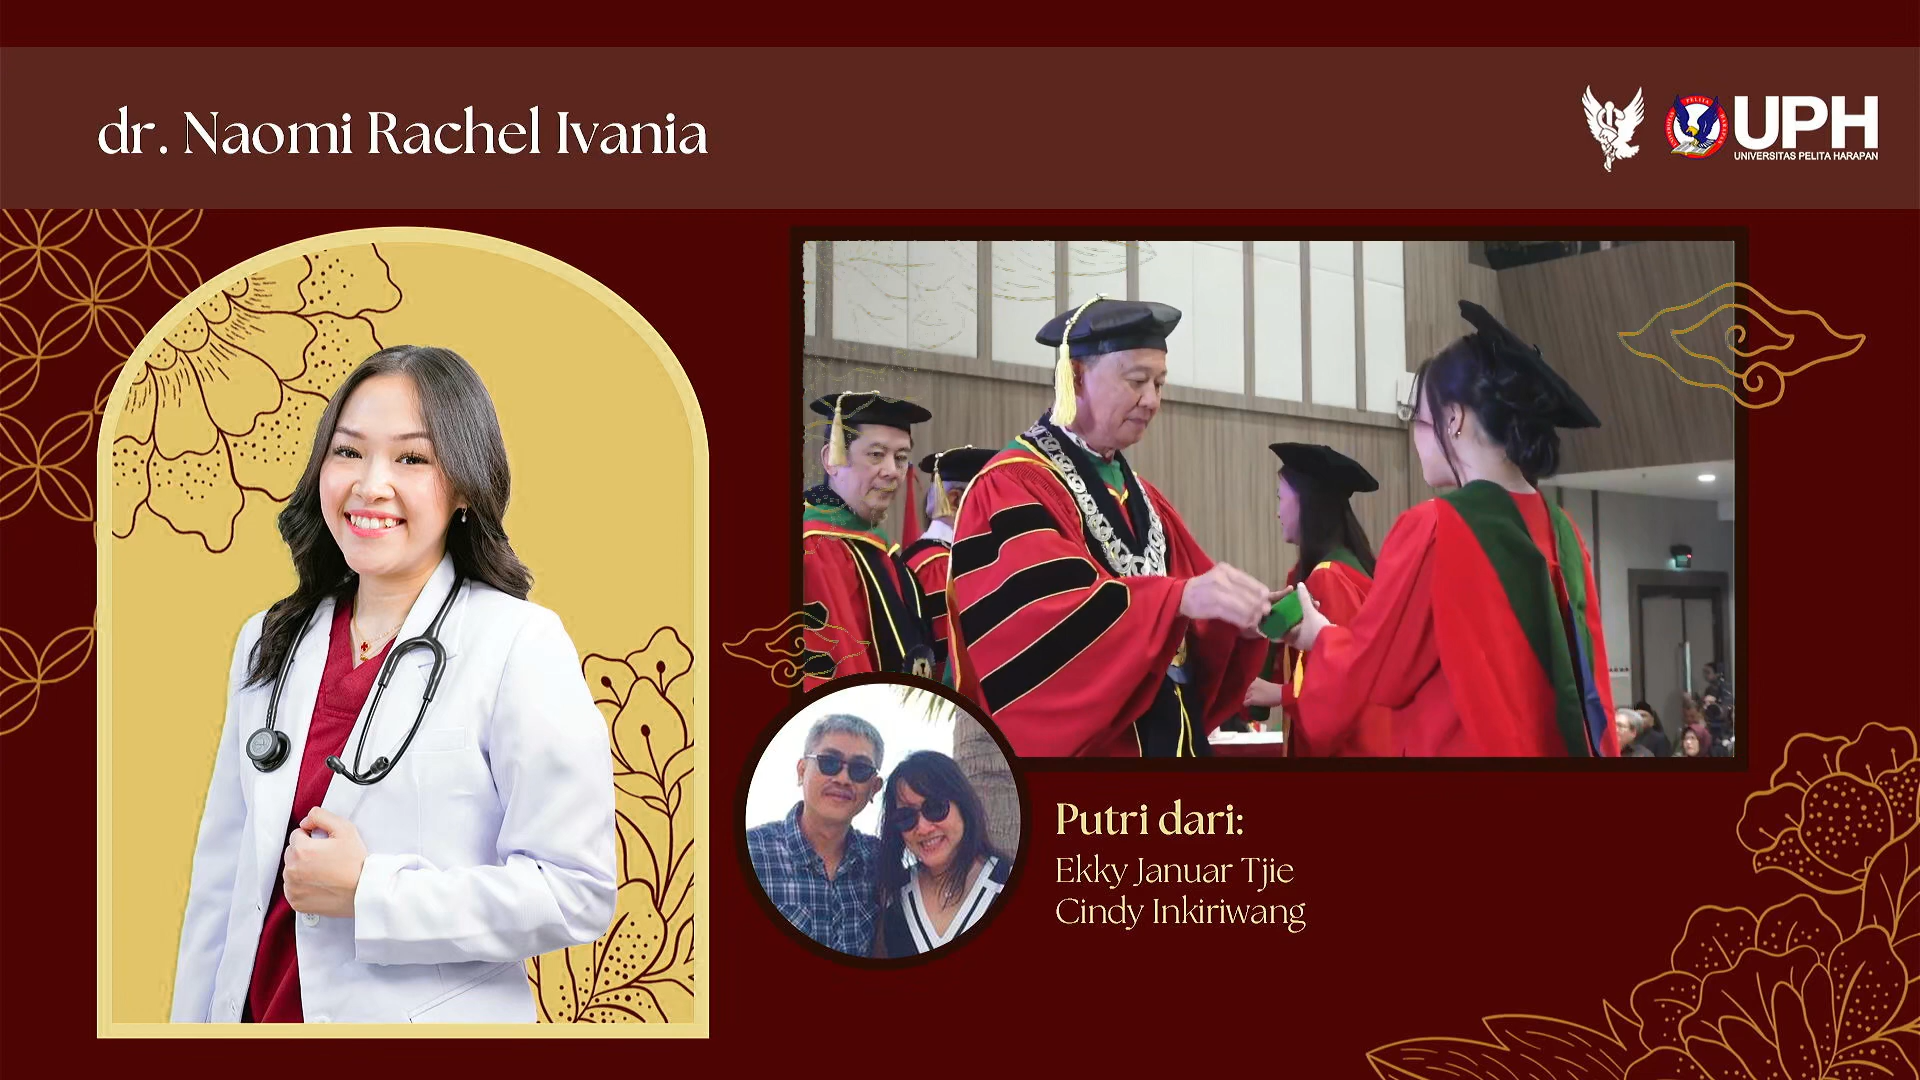 dr. Naomi Rachel Ivania
UPH
UNIVERSITAS PELITA HARAPAN
Putri dari:
Ekky Januar Tjie
Cindy Inkiriwang